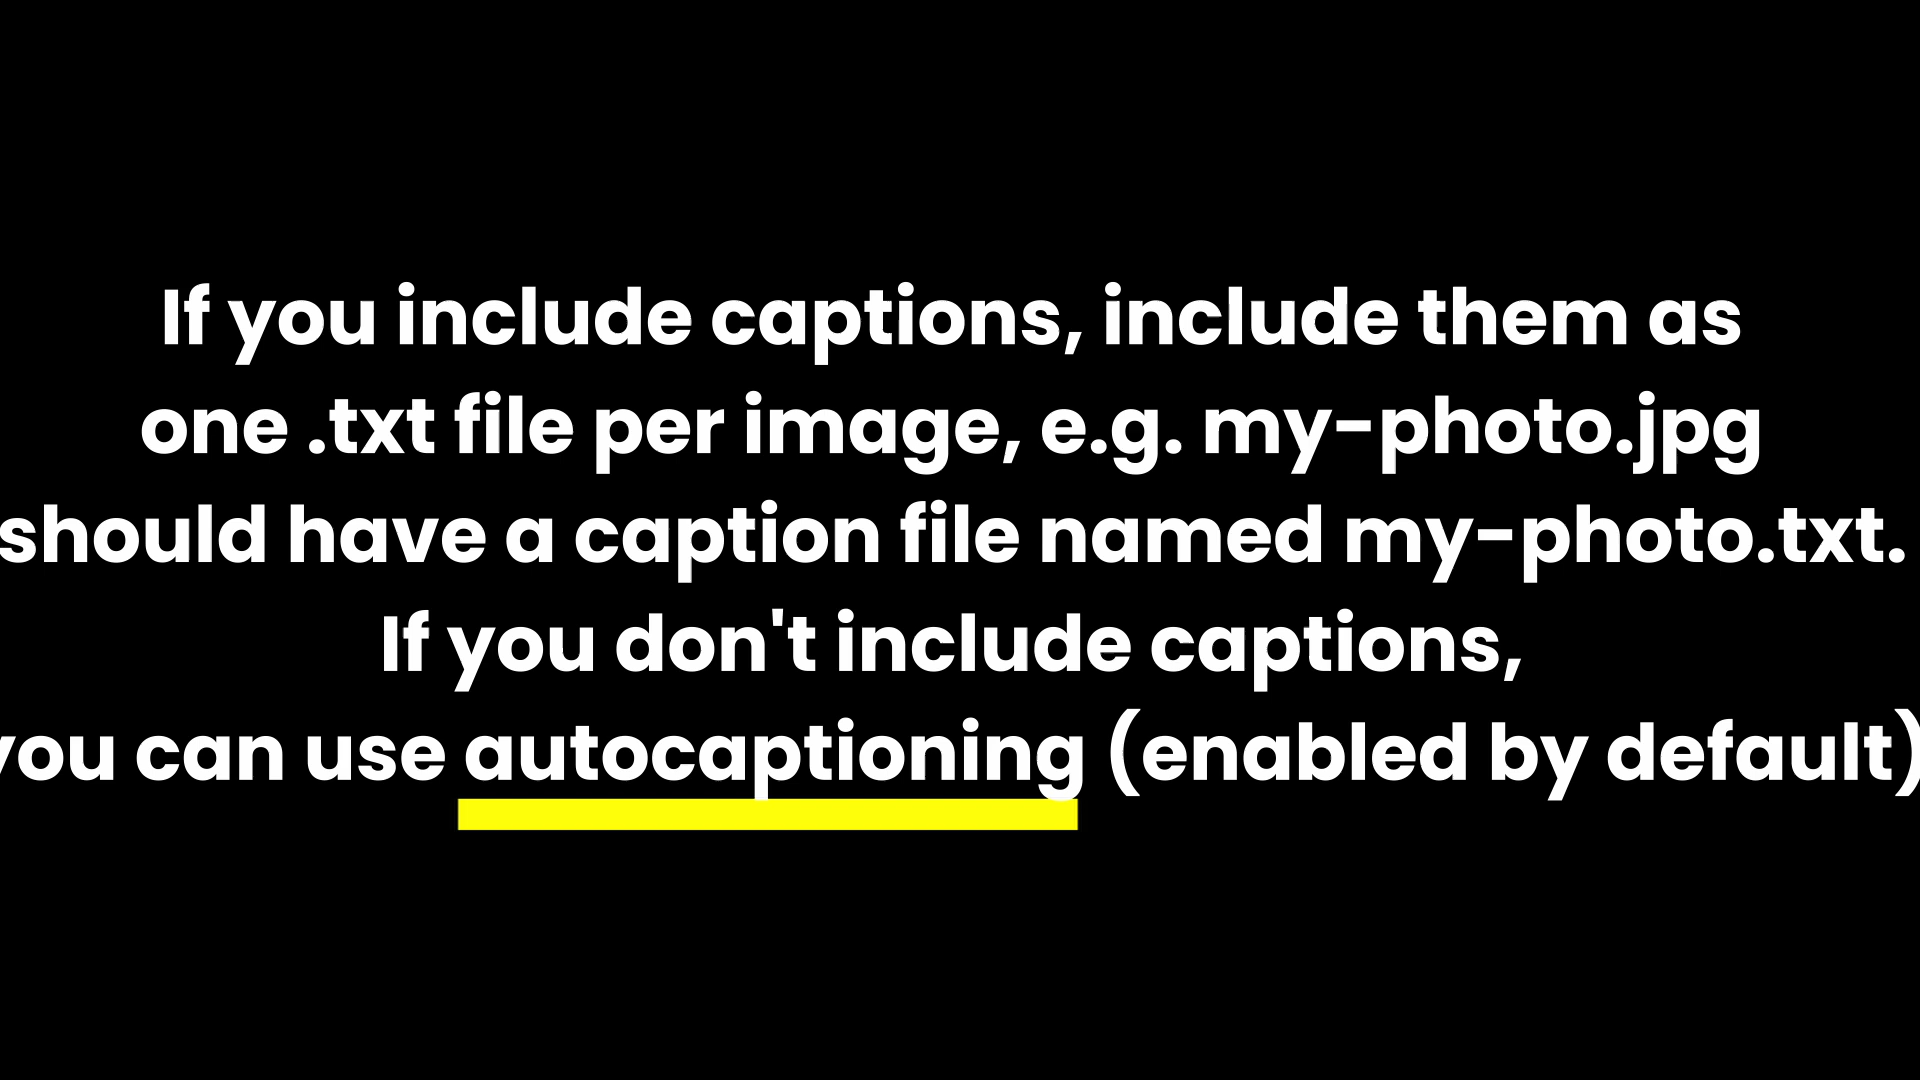 If you include captions, include them as
one .txt file per image, e.g. my-photo.jpg
should have a caption file named my-photo.txt.
If you don't include captions,
you can use autocaptioning (enabled by default)